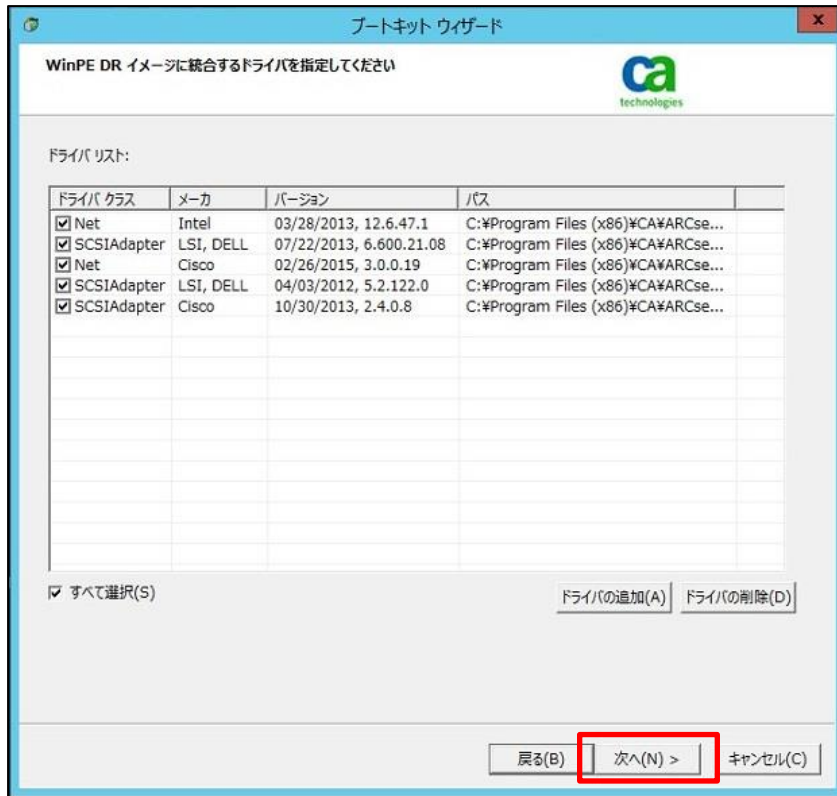 ブートキット ウィザード
x
WinPE DR イメージに統合するドライバを指定してください
ca
technologies
ドライバ リスト:
ドライバ クラス メーカ バージョン パス
Net Intel 03/28/2013, 12.6.47.1 C:¥Program Files (x86)¥CA¥ARCse...
SCSIAdapter LSI, DELL 07/22/2013, 6.600.21.08 C:¥Program Files (x86)¥CA¥ARCse...
Net Cisco 02/26/2015, 3.0.0.19 C:¥Program Files (x86)¥CA¥ARCse...
SCSIAdapter LSI, DELL 04/03/2012, 5.2.122.0 C:¥Program Files (x86)¥CA¥ARCse...
SCSIAdapter Cisco 10/30/2013, 2.4.0.8 C:¥Program Files (x86)¥CA¥ARCse...
すべて選択(S) ドライバの追加(A) ドライバの削除(D)
戻る(B) 次へ(N) > キャンセル(C)